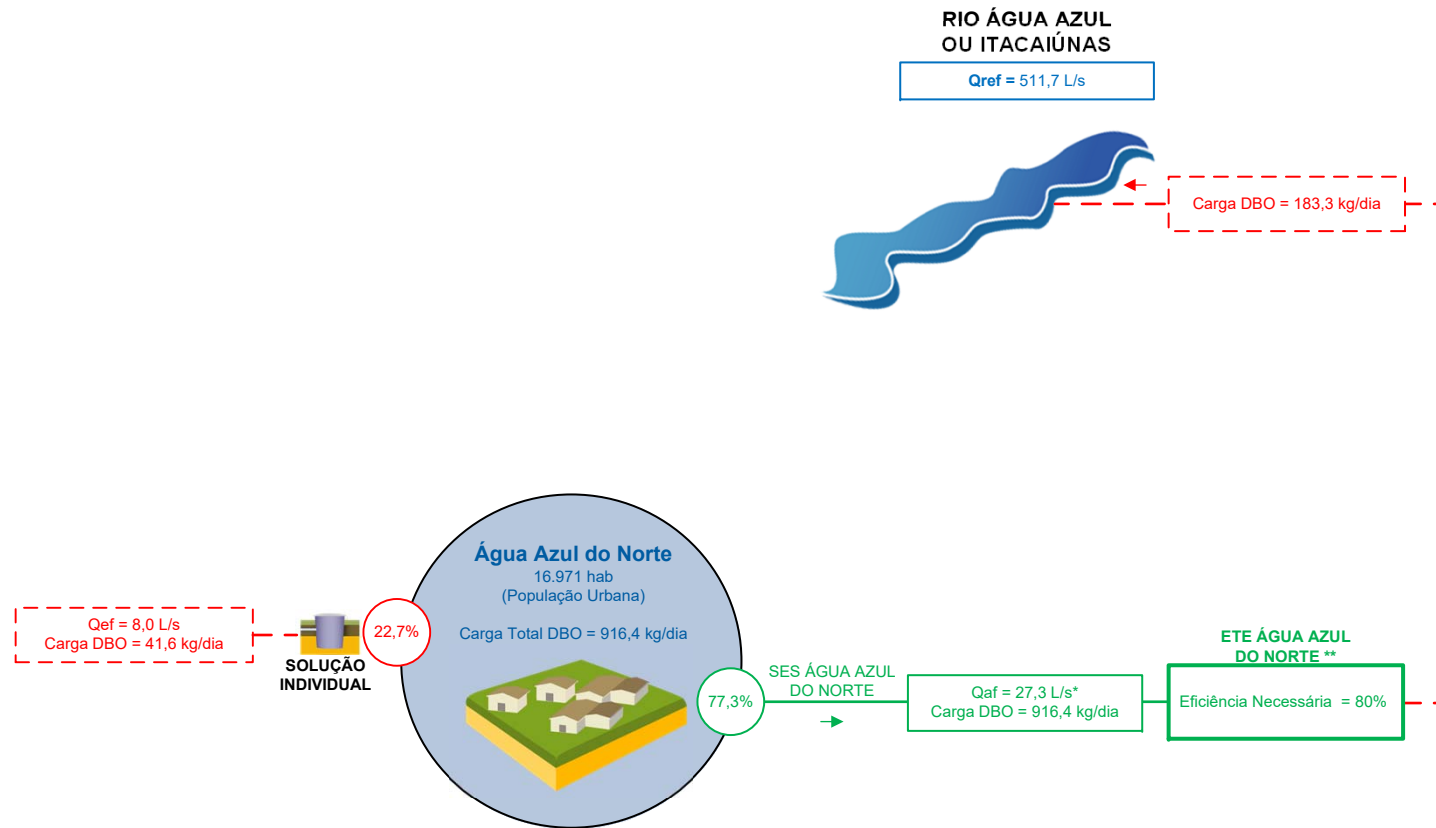 RIO ÁGUA AZUL
OU ITACAIÚNAS
Qref = 511,7 L/s
Carga DBO = 183,3 kg/dia
Água Azul do Norte
16.971 hab
(População Urbana)
Carga Total DBO = 916,4 kg/dia
Qef = 8,0 L/s
Carga DBO = 41,6 kg/dia
SOLUÇÃO
INDIVIDUAL
22,7%
77,3%
SES ÁGUA AZUL
DO NORTE
Qaf = 27,3 L/s*
Carga DBO = 916,4 kg/dia
ETE ÁGUA AZUL
DO NORTE **
Eficiência Necessária = 80%